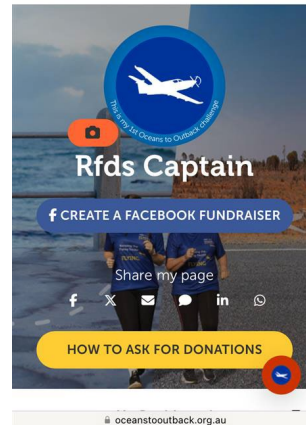 This is my 1st Oceans to Outback challenge
Rfds Captain
f CREATE A FACEBOOK FUNDRAISER
Share my page
HOW TO ASK FOR DONATIONS
oceanstooutback.org.au